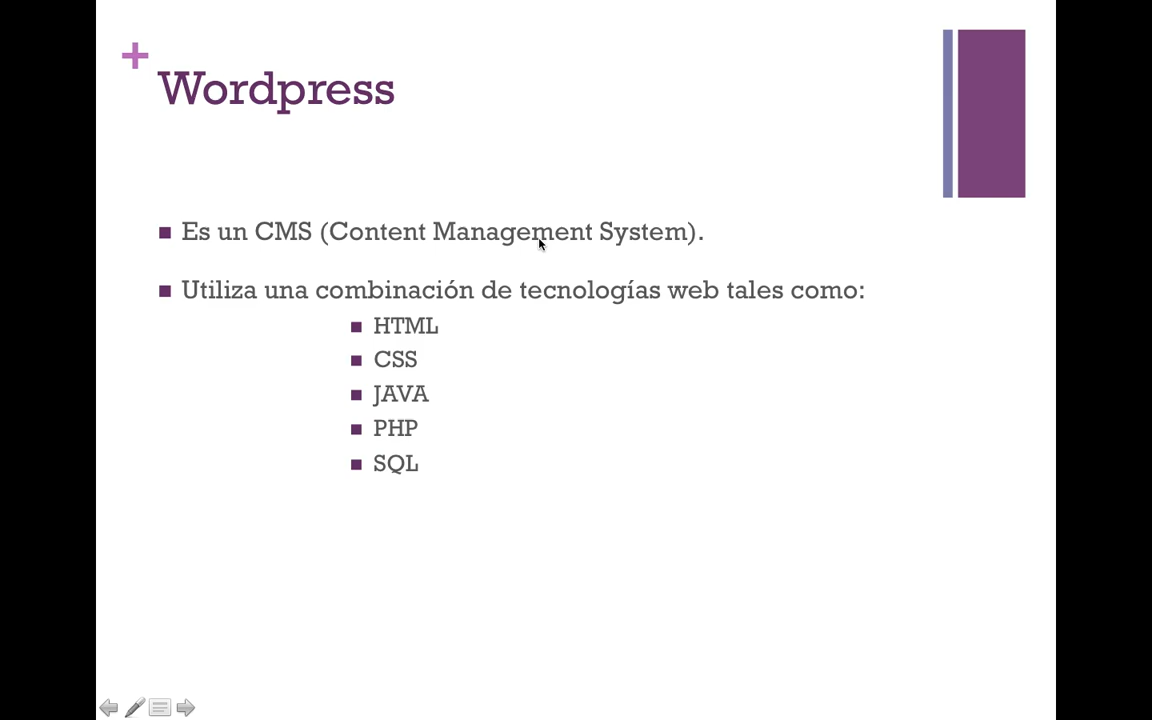 Wordpress
Es un CMS (Content Management System).
Utiliza una combinación de tecnologías web tales como:
HTML
CSS
JAVA
PHP
SQL